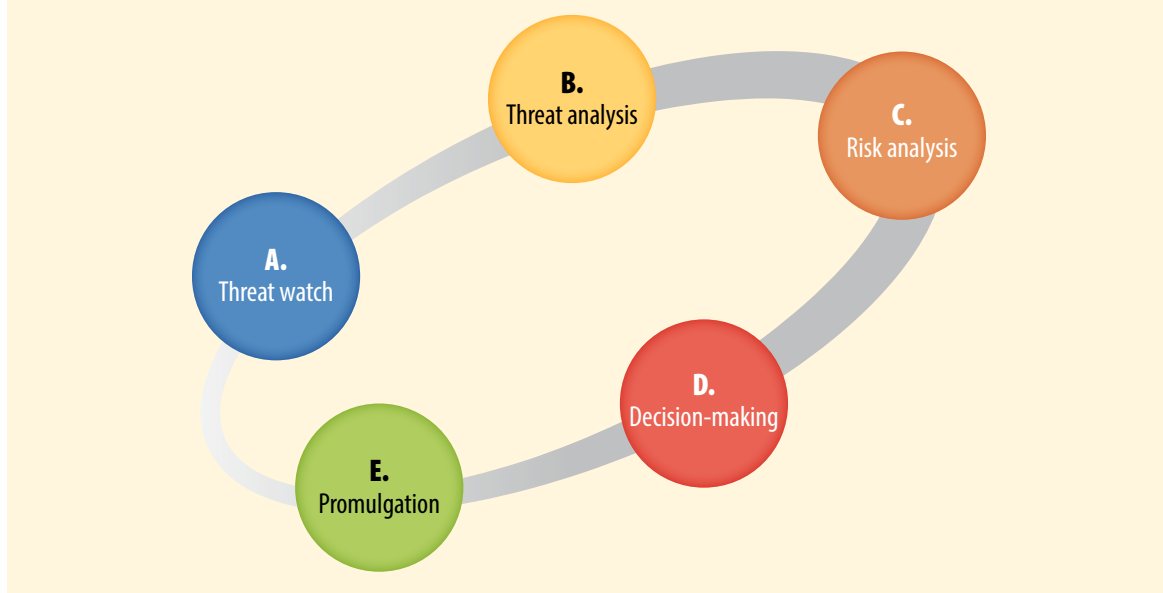 A.
Threat watch
B.
Threat analysis
C.
Risk analysis
D.
Decision-making
E.
Promulgation